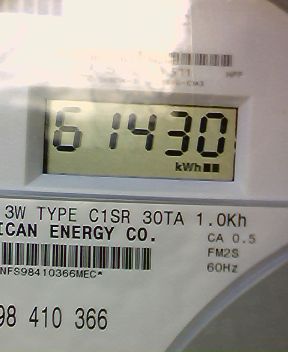 61430
kWh
3W TYPE C1SR 30TA 1.0Kh
ICAN ENERGY CO.
CA 0.5
FM2S
60Hz
NFS98410366MEC*
98 410 366